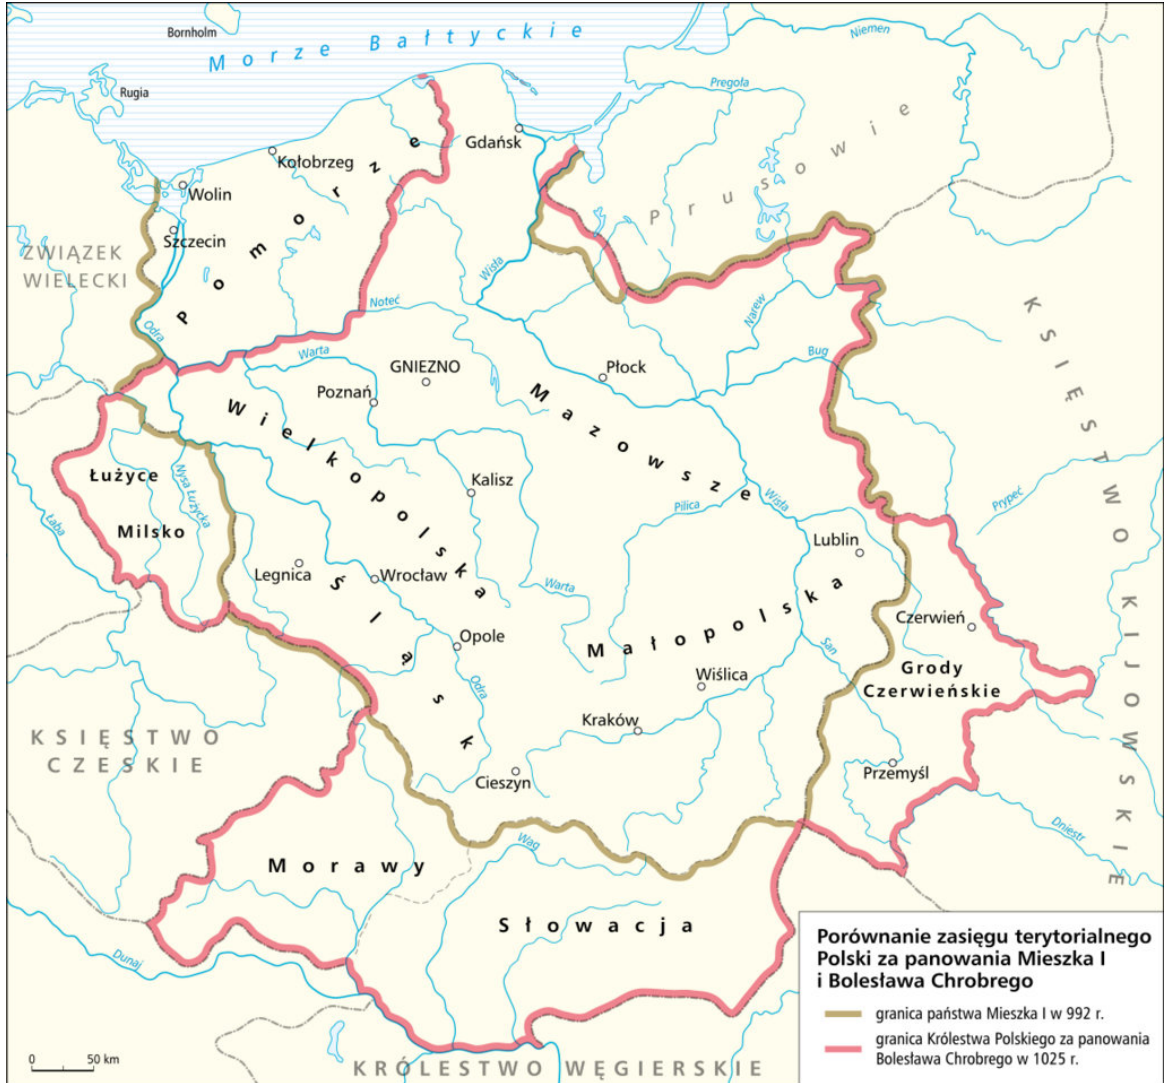 Bornholm
Morze Bałtyckie
Niemen
Rugia
Pregoła
Gdańsk
Kołobrzeg
Prusowie
Wolin
Pomorze
Szczecin
ZWIĄZEK
WIELECKI
Wisła
Odra
Noteć
Narew
Warta
Bug
GNIEZNO
Płock
Poznań
KSIĘSTWO KIJOWSKIE
Wielkopolska
Mazowsze
Łużyce
Nysa Łużycka
Kalisz
Pilica
Wisła
Prypeć
Łaba
Milsko
Lublin
Legnica
Wrocław
Śląsk
Warta
Małopolska
Czerwień
Opole
San
Grody
Czerwieńskie
Wiślica
Odra
Kraków
KSIĘSTWO
CZESKIE
Cieszyn
Przemyśl
Dniestr
Wag
Morawy
Słowacja
Dunaj
KRÓLESTWO WĘGIERSKIE
0 50 km
Porównanie zasięgu terytorialnego
Polski za panowania Mieszka I
i Bolesława Chrobrego
granica państwa Mieszka I w 992 r.
granica Królestwa Polskiego za panowania
Bolesława Chrobrego w 1025 r.